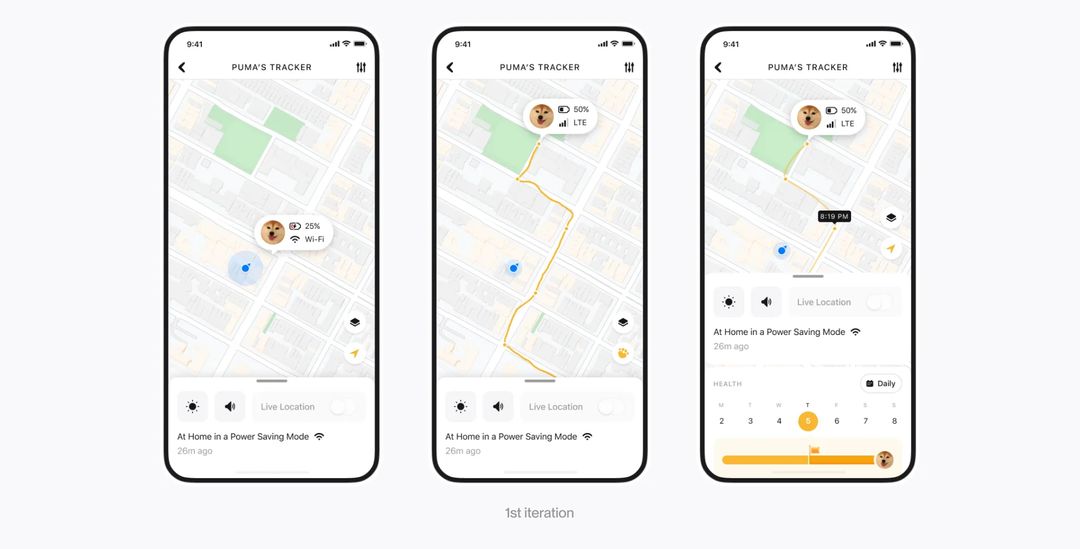 9:41
PUMA'S TRACKER
25%
Wi-Fi
Live Location
At Home in a Power Saving Mode
26m ago
9:41
PUMA'S TRACKER
50%
LTE
Live Location
At Home in a Power Saving Mode
26m ago
9:41
PUMA'S TRACKER
50%
LTE
8:19 PM
Live Location
At Home in a Power Saving Mode
26m ago
HEALTH
Daily
M T W T F S S
2 3 4 5 6 7 8
1st iteration